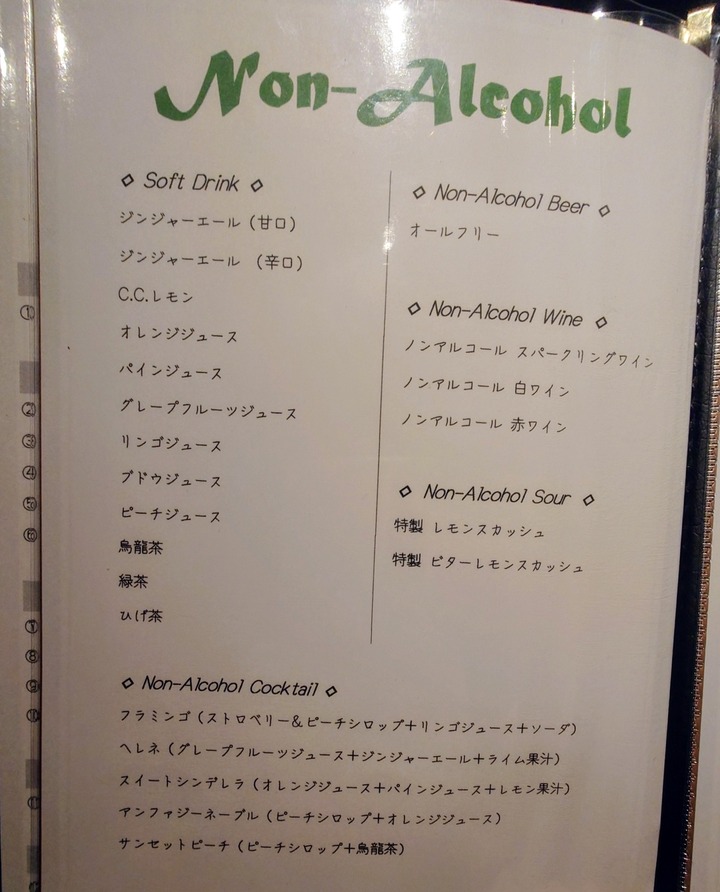 Non-Alcohol
◇ Soft Drink ◇
ジンジャーエール（甘口）
ジンジャーエール （辛口）
C.C.レモン
オレンジジュース
パインジュース
グレープフルーツジュース
リンゴジュース
ブドウジュース
ピーチジュース
烏龍茶
緑茶
ひげ茶
◇ Non-Alcohol Beer ◇
オールフリー
◇ Non-Alcohol Wine ◇
ノンアルコール スパークリングワイン
ノンアルコール 白ワイン
ノンアルコール 赤ワイン
◇ Non-Alcohol Sour ◇
特製 レモンスカッシュ
特製 ビターレモンスカッシュ
◇ Non-Alcohol Cocktail ◇
フラミンゴ（ストロベリー＆ピーチシロップ＋リンゴジュース＋ソーダ）
ヘレネ（グレープフルーツジュース＋ジンジャーエール＋ライム果汁）
スイートシンデレラ（オレンジジュース＋パインジュース＋レモン果汁）
アンファジーネーブル（ピーチシロップ＋オレンジジュース）
サンセットピーチ（ピーチシロップ＋烏龍茶）
①
②
③
④
⑤
⑥
⑦
⑧
⑨
⑩